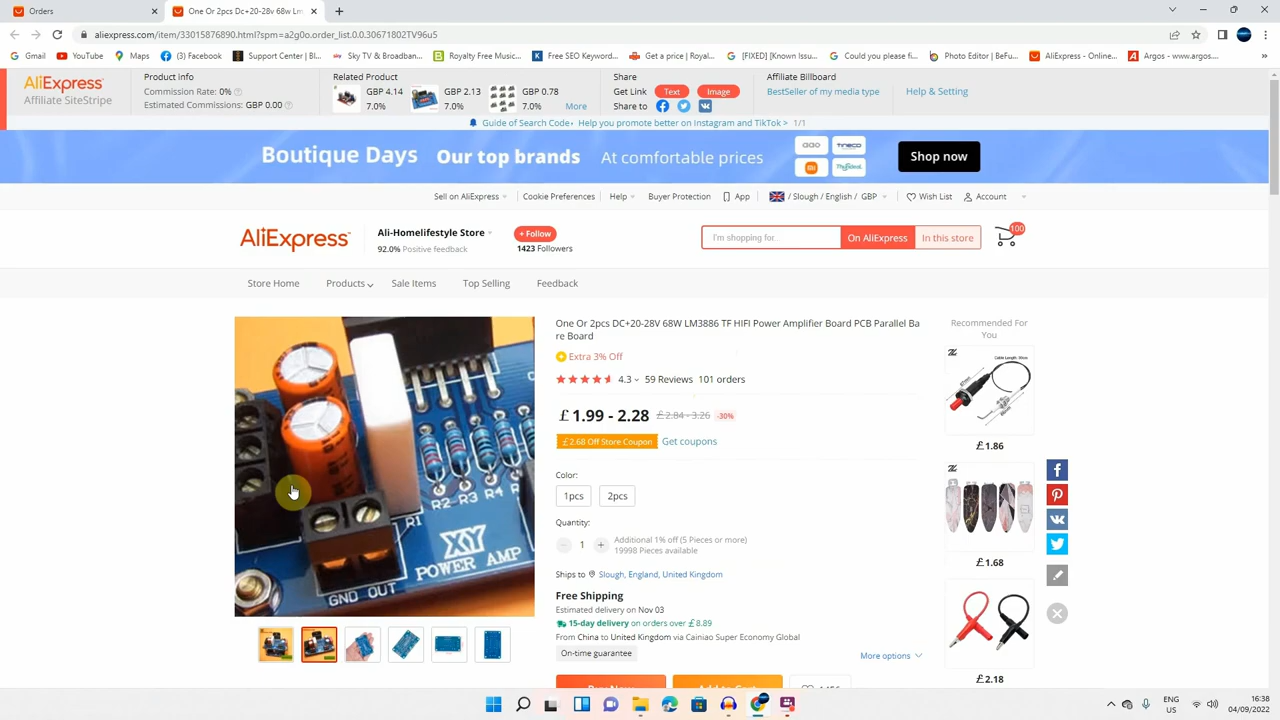 Orders
One Or 2pcs Dc+20-28v 68w Lm
aliexpress.com/item/33015876890.html?spm=a2g0o.order_list.0.0.30671802TV96u5
Gmail YouTube Maps (3) Facebook Support Center | Bl... Sky TV & Broadban... Royalty Free Music... Free SEO Keyword... Get a price | Royal... [FIXED] [Known Issu... Could you please fi... Photo Editor | BeFu... AliExpress - Online... Argos - www.argos....
AliExpress
Affiliate SiteStripe
Product Info
Commission Rate: 0%
Estimated Commissions: GBP 0.00
Related Product
GBP 4.14
7.0%
GBP 2.13
7.0%
GBP 0.78
7.0%
More
Share
Get Link Text Image
Share to
Affiliate Billboard
BestSeller of my media type
Help & Setting
Guide of Search Code› Help you promote better on Instagram and TikTok > 1/1
Boutique Days Our top brands At comfortable prices
TINECO
Shop now
Sell on AliExpress Cookie Preferences Help Buyer Protection App / Slough / English / GBP Wish List Account
AliExpress
Ali-Homelifestyle Store
92.0% Positive feedback
+ Follow
1423 Followers
I'm shopping for...
On AliExpress
In this store
100
Store Home Products Sale Items Top Selling Feedback
R1 R2 R3 R4
XY
POWER AMP
GND OUT
One Or 2pcs DC+20-28V 68W LM3886 TF HIFI Power Amplifier Board PCB Parallel Ba
re Board
Extra 3% Off
4.3 59 Reviews 101 orders
£ 1.99 - 2.28 £ 2.84 - 3.26 -30%
£ 2.68 Off Store Coupon Get coupons
Color:
1pcs 2pcs
Quantity:
1
Additional 1% off (5 Pieces or more)
19998 Pieces available
Ships to Slough, England, United Kingdom
Free Shipping
Estimated delivery on Nov 03
15-day delivery on orders over £ 8.89
From China to United Kingdom via Cainiao Super Economy Global
On-time guarantee
More options
Recommended For
You
£ 1.86
£ 1.68
£ 2.18
ENG
US
16:38
04/09/2022